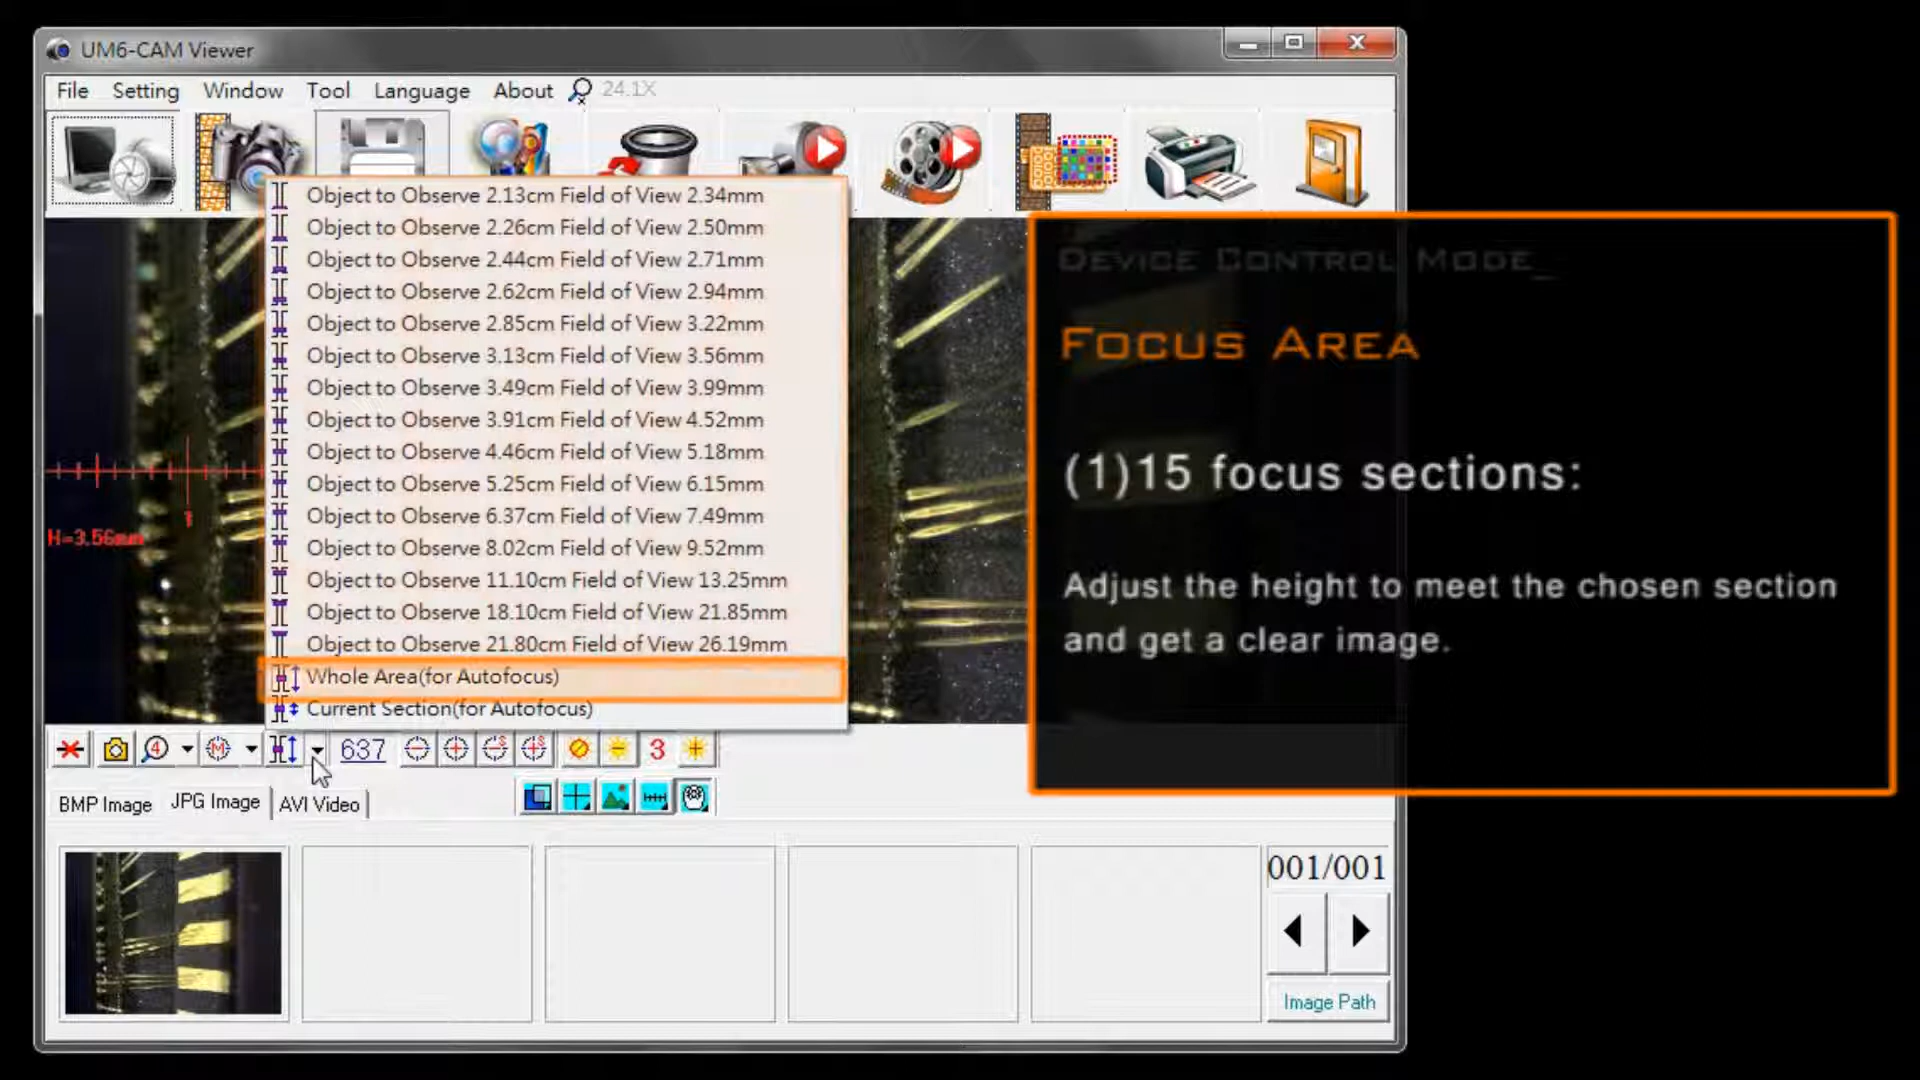 UM6-CAM Viewer
File Setting Window Tool Language About 24.1X
Object to Observe 2.13cm Field of View 2.34mm
Object to Observe 2.26cm Field of View 2.50mm
Object to Observe 2.44cm Field of View 2.71mm
Object to Observe 2.62cm Field of View 2.94mm
Object to Observe 2.85cm Field of View 3.22mm
Object to Observe 3.13cm Field of View 3.56mm
Object to Observe 3.49cm Field of View 3.99mm
Object to Observe 3.91cm Field of View 4.52mm
Object to Observe 4.46cm Field of View 5.18mm
Object to Observe 5.25cm Field of View 6.15mm
Object to Observe 6.37cm Field of View 7.49mm
Object to Observe 8.02cm Field of View 9.52mm
Object to Observe 11.10cm Field of View 13.25mm
Object to Observe 18.10cm Field of View 21.85mm
Object to Observe 21.80cm Field of View 26.19mm
Whole Area(for Autofocus)
Current Section(for Autofocus)
H=3.56mm
4 M 637 3
BMP Image JPG Image AVI Video
001/001
Image Path
Device Control Mode_
Focus Area
(1)15 focus sections:
Adjust the height to meet the chosen section
and get a clear image.